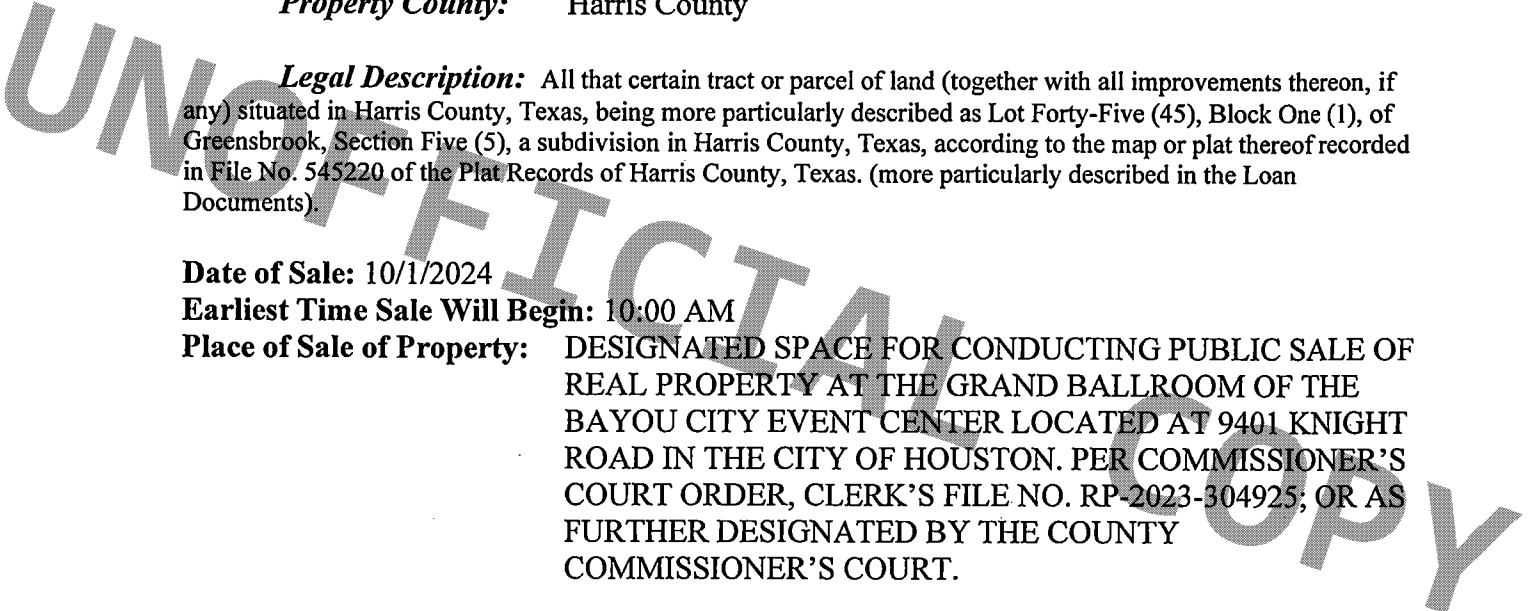 Property County: Harris County
Legal Description: All that certain tract or parcel of land (together with all improvements thereon, if
any) situated in Harris County, Texas, being more particularly described as Lot Forty-Five (45), Block One (1), of
Greensbrook, Section Five (5), a subdivision in Harris County, Texas, according to the map or plat thereof recorded
in File No. 545220 of the Plat Records of Harris County, Texas. (more particularly described in the Loan
Documents).
Date of Sale: 10/1/2024
Earliest Time Sale Will Begin: 10:00 AM
Place of Sale of Property: DESIGNATED SPACE FOR CONDUCTING PUBLIC SALE OF
REAL PROPERTY AT THE GRAND BALLROOM OF THE
BAYOU CITY EVENT CENTER LOCATED AT 9401 KNIGHT
ROAD IN THE CITY OF HOUSTON. PER COMMISSIONER'S
COURT ORDER, CLERK'S FILE NO. RP-2023-304925; OR AS
FURTHER DESIGNATED BY THE COUNTY
COMMISSIONER'S COURT.
UNOFFICIAL COPY